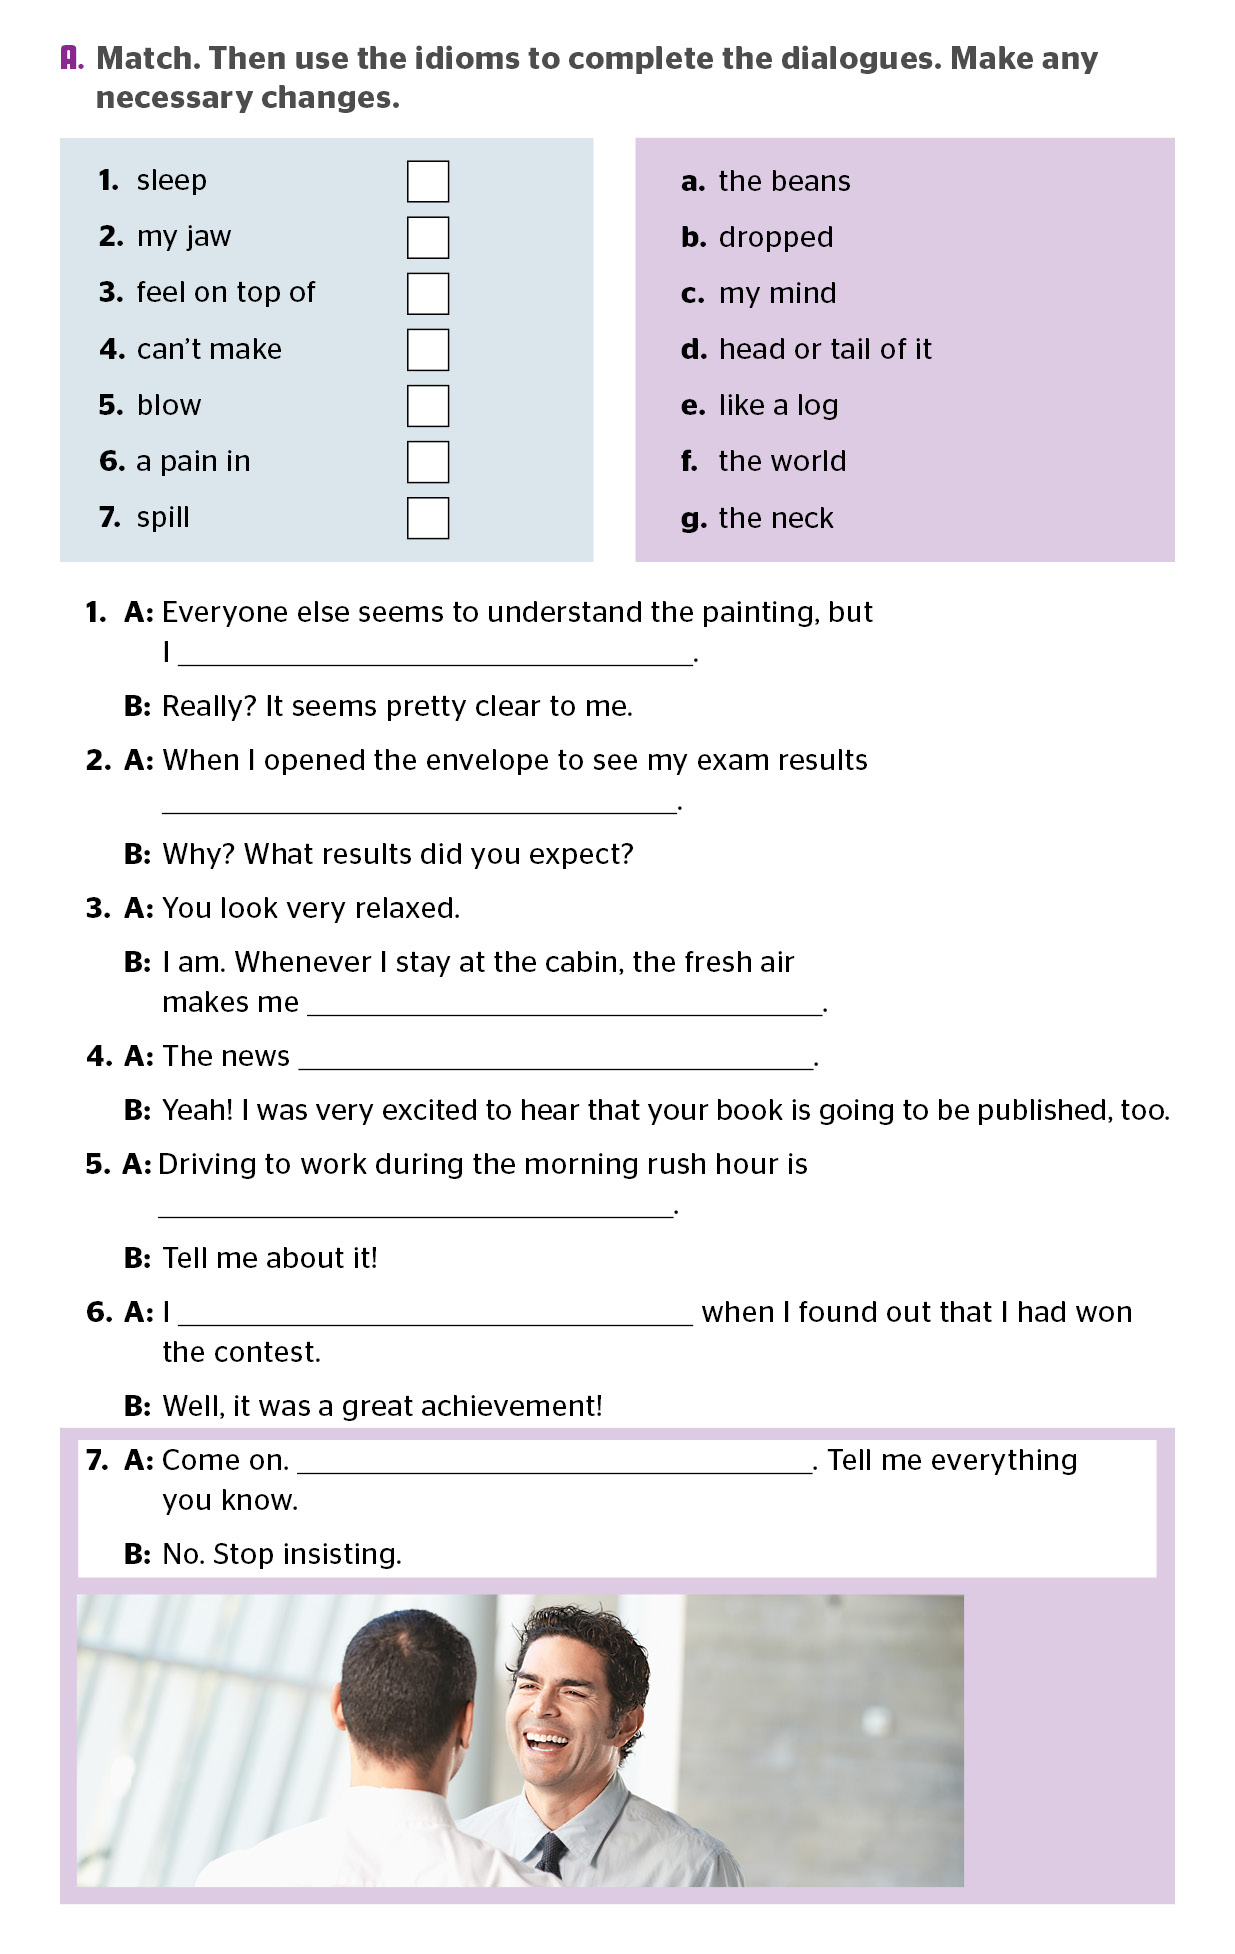 A. Match. Then use the idioms to complete the dialogues. Make any
necessary changes.
1. sleep
2. my jaw
3. feel on top of
4. can’t make
5. blow
6. a pain in
7. spill
a. the beans
b. dropped
c. my mind
d. head or tail of it
e. like a log
f. the world
g. the neck
1. A: Everyone else seems to understand the painting, but
I ______________________________.
B: Really? It seems pretty clear to me.
2. A: When I opened the envelope to see my exam results
______________________________.
B: Why? What results did you expect?
3. A: You look very relaxed.
B: I am. Whenever I stay at the cabin, the fresh air
makes me ______________________________.
4. A: The news ______________________________.
B: Yeah! I was very excited to hear that your book is going to be published, too.
5. A: Driving to work during the morning rush hour is
______________________________.
B: Tell me about it!
6. A: I ______________________________ when I found out that I had won
the contest.
B: Well, it was a great achievement!
7. A: Come on. ______________________________. Tell me everything
you know.
B: No. Stop insisting.